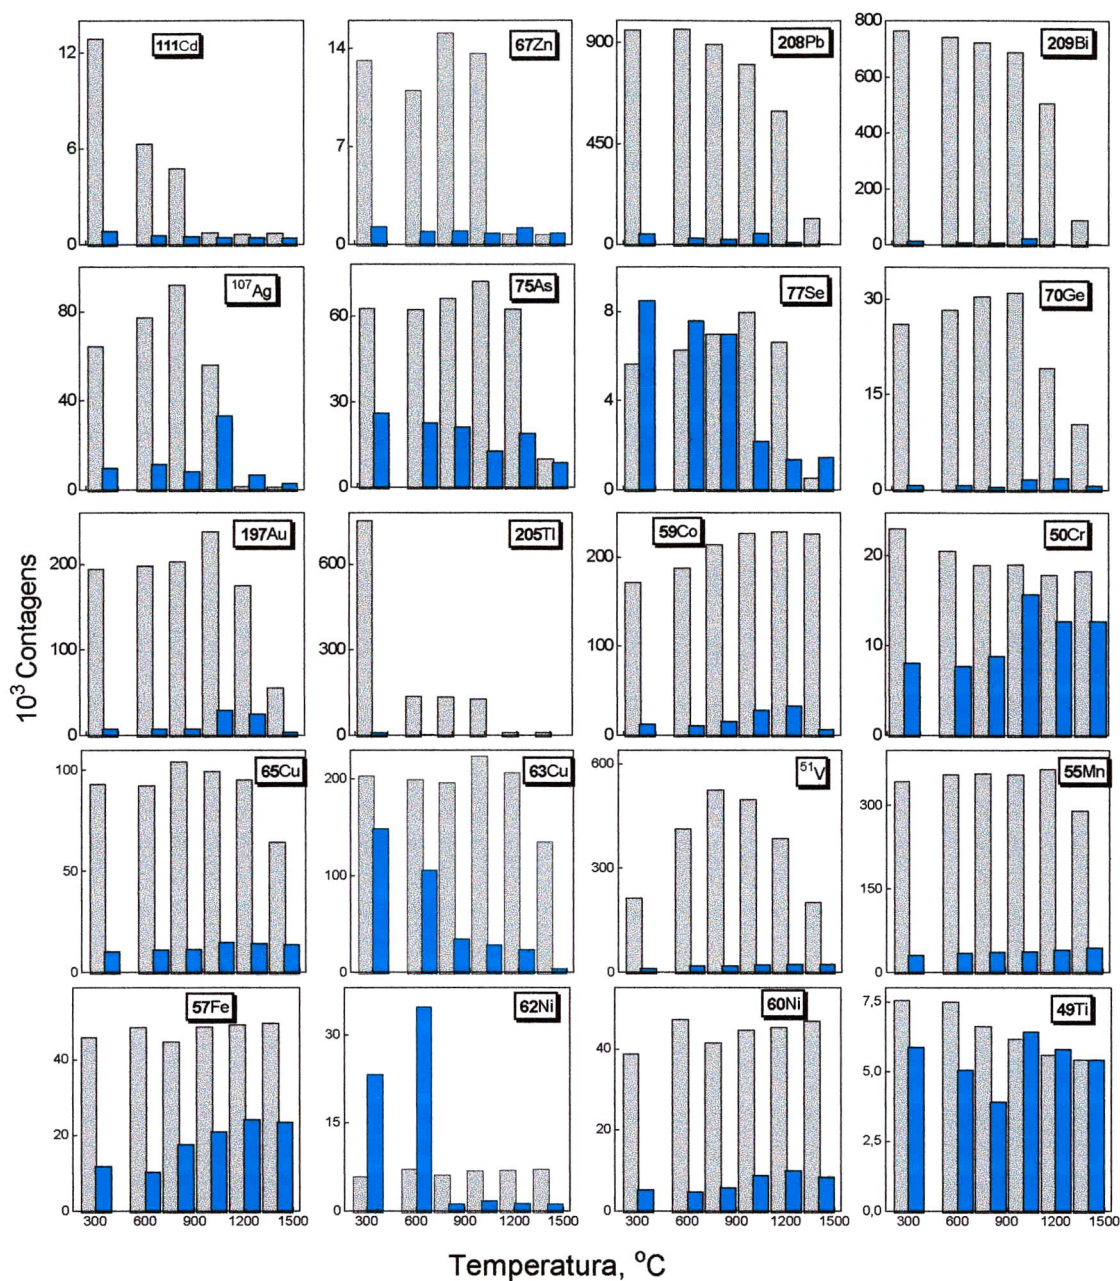 111Cd
67Zn
208Pb
209Bi
12
6
0
14
7
0
900
450
0
800
600
400
200
0
107Ag
75As
77Se
70Ge
80
40
0
60
30
0
8
4
0
30
15
0
197Au
205Tl
59Co
50Cr
200
100
0
600
300
0
200
100
0
20
10
0
10³ Contagens
65Cu
63Cu
51V
55Mn
100
50
0
200
100
0
600
300
0
300
150
0
57Fe
62Ni
60Ni
49Ti
40
20
0
30
15
0
40
20
0
7,5
5,0
2,5
0,0
300 600 900 1200 1500
300 600 900 1200 1500
300 600 900 1200 1500
300 600 900 1200 1500
Temperatura, °C